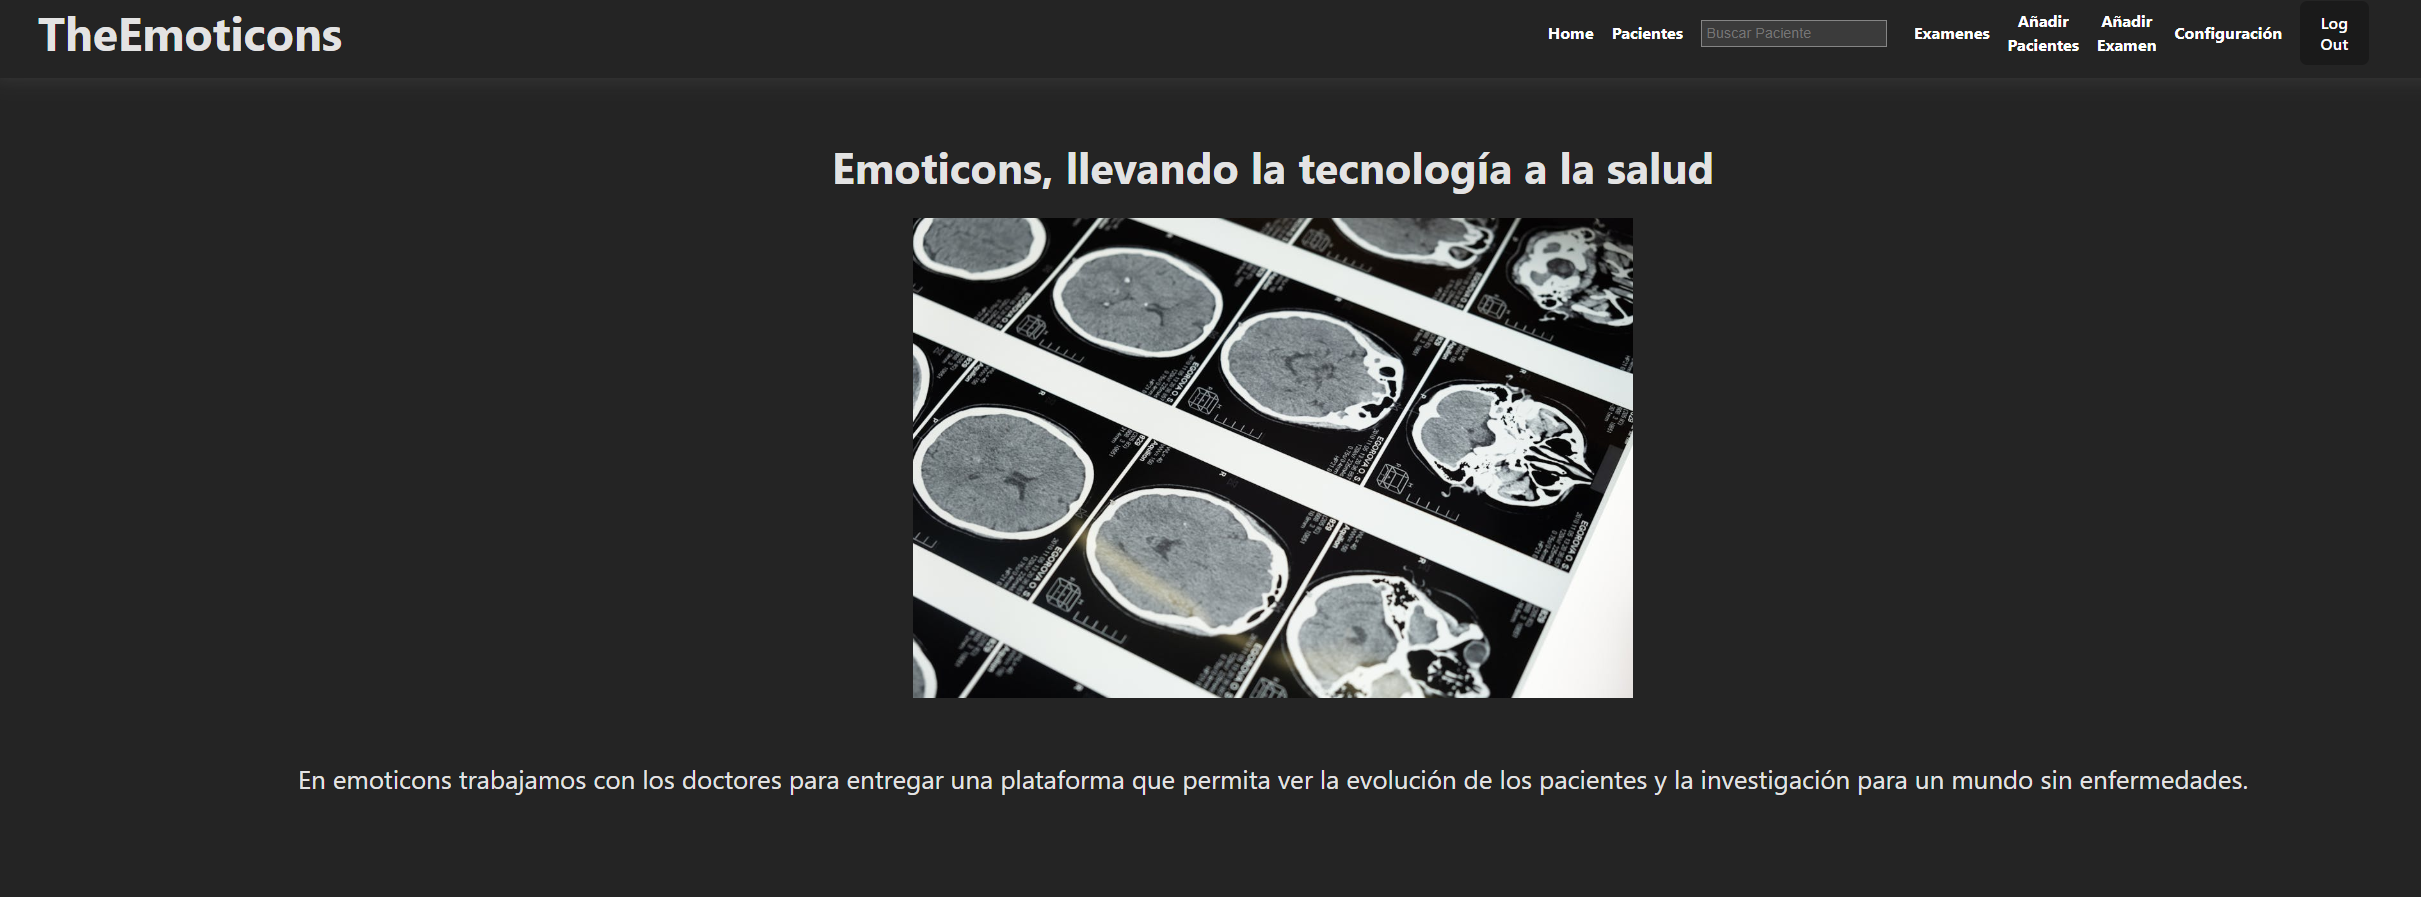 TheEmoticons
Home
Pacientes
Buscar Paciente
Examenes
Añadir
Pacientes
Añadir
Examen
Configuración
Log
Out
Emoticons, llevando la tecnología a la salud
EGOROVA O. S
Aquilion
En emoticons trabajamos con los doctores para entregar una plataforma que permita ver la evolución de los pacientes y la investigación para un mundo sin enfermedades.